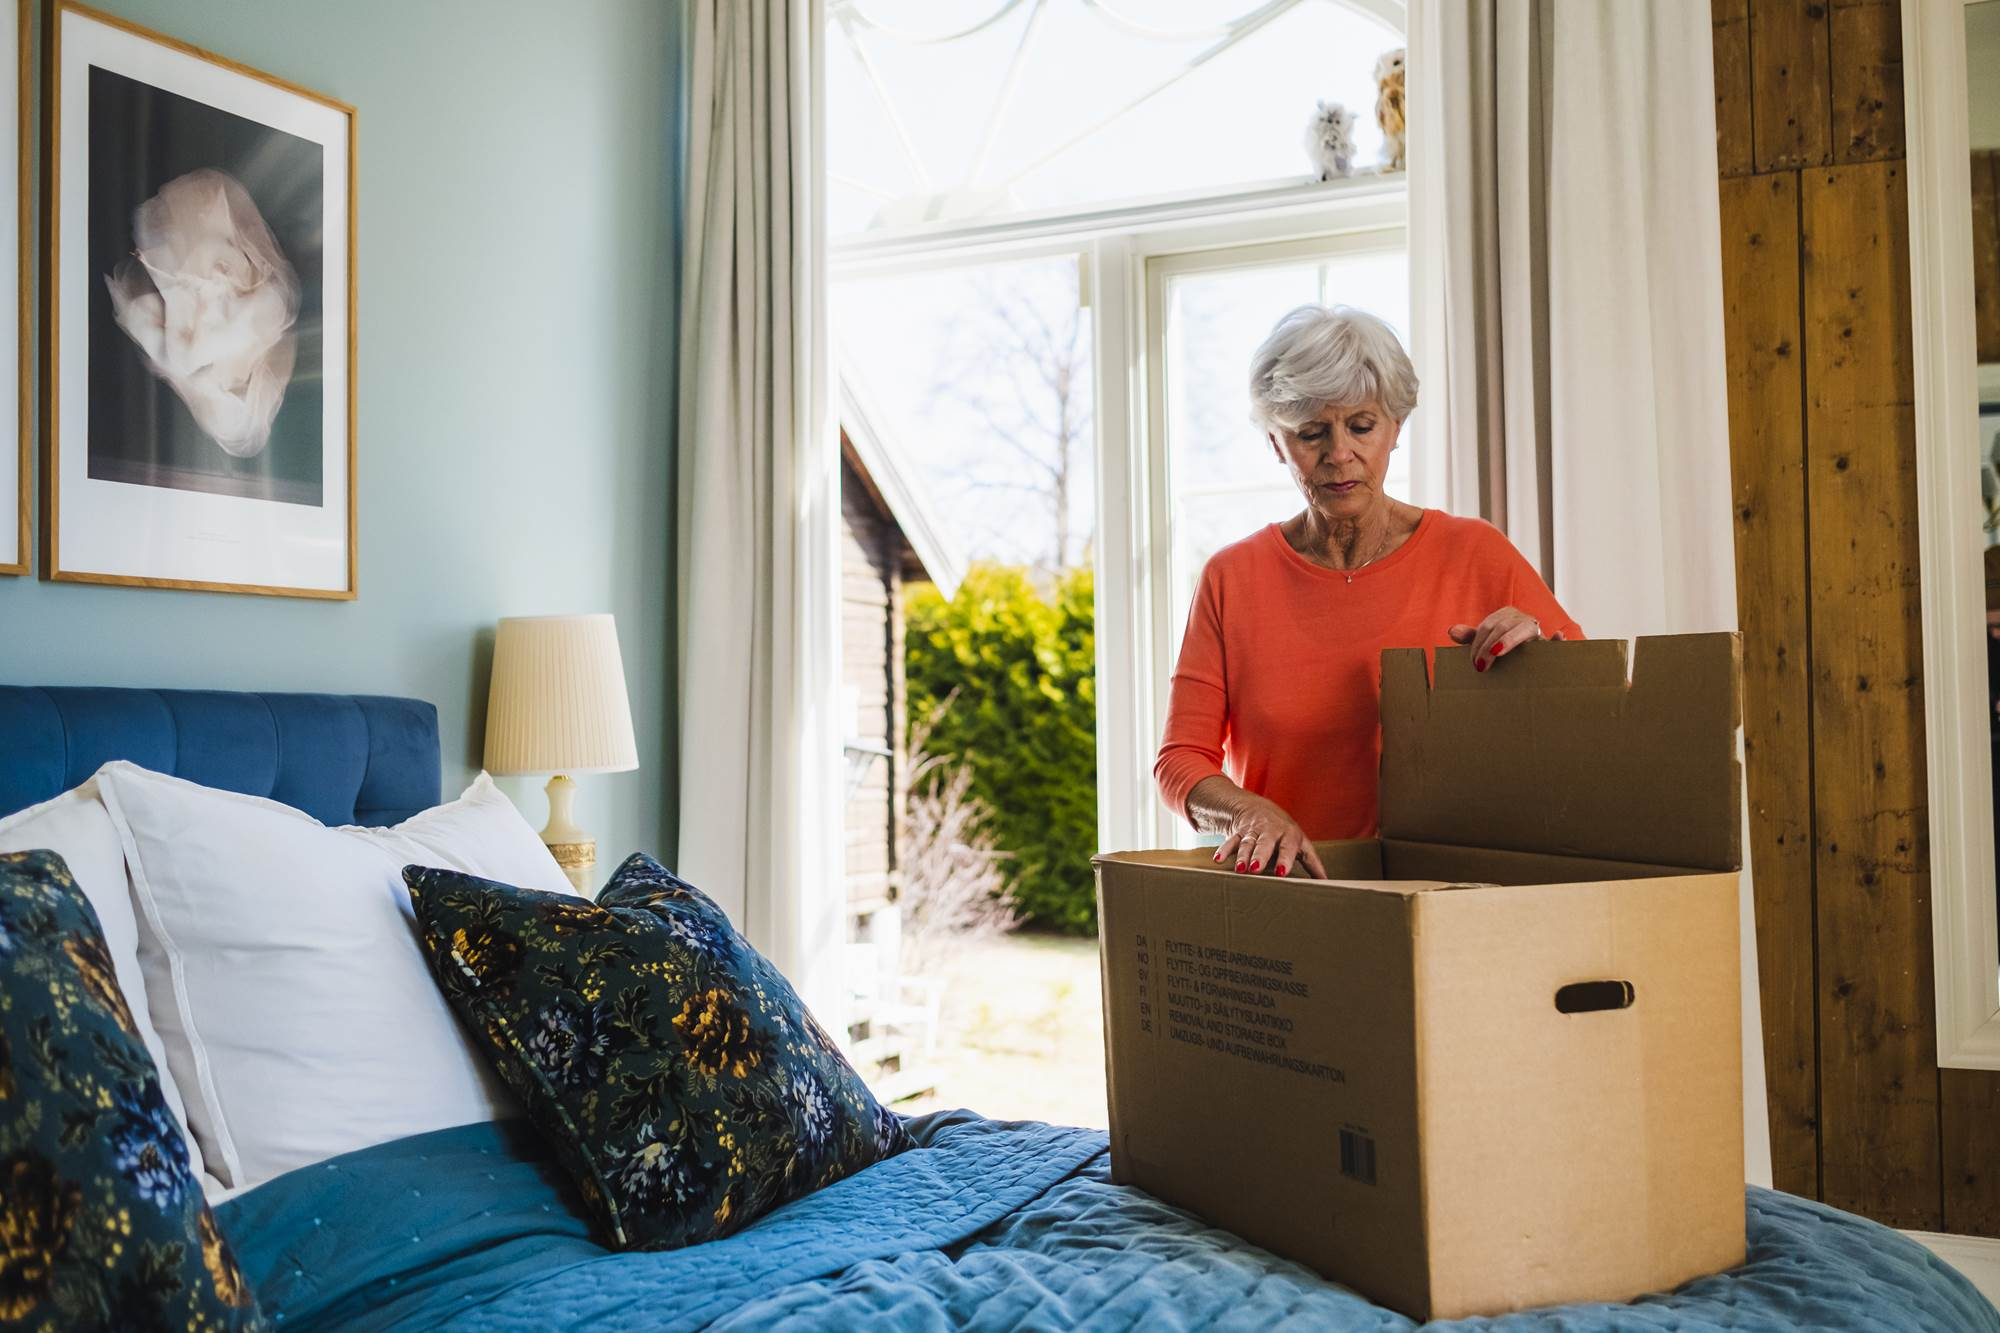 DA | FLYTTE- & OPBEVARINGSKASSE
NO | FLYTTE- OG OPPBEVARINGSKASSE
SV | FLYTT- & FÖRVARINGSLÅDA
FI | MUUTTO- ja SÄILYTYSLAATIKKO
EN | REMOVAL AND STORAGE BOX
DE | UMZUGS- UND AUFBEWAHRUNGSKARTON